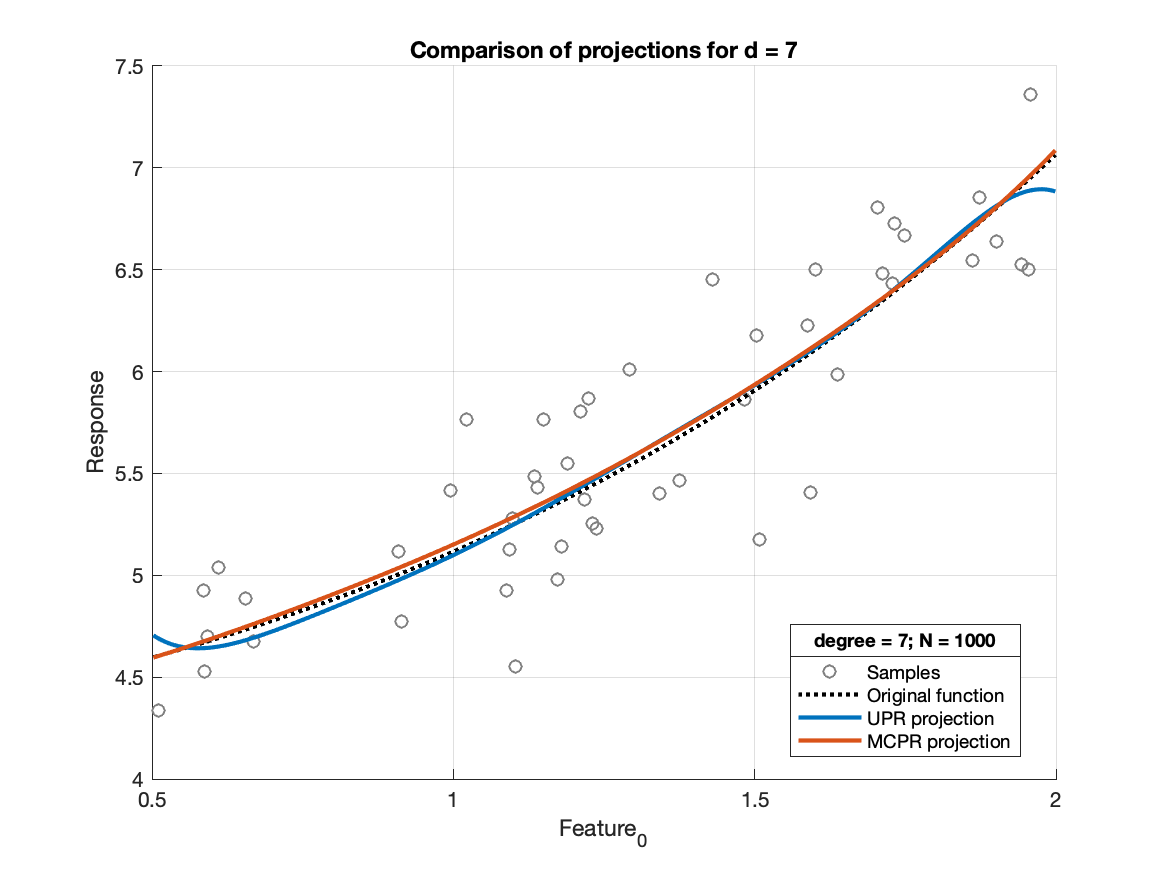 Comparison of projections for d = 7
7.5
7
6.5
6
5.5
5
4.5
4
Response
0.5
1
1.5
2
Feature_0
degree = 7; N = 1000
Samples
Original function
UPR projection
MCPR projection